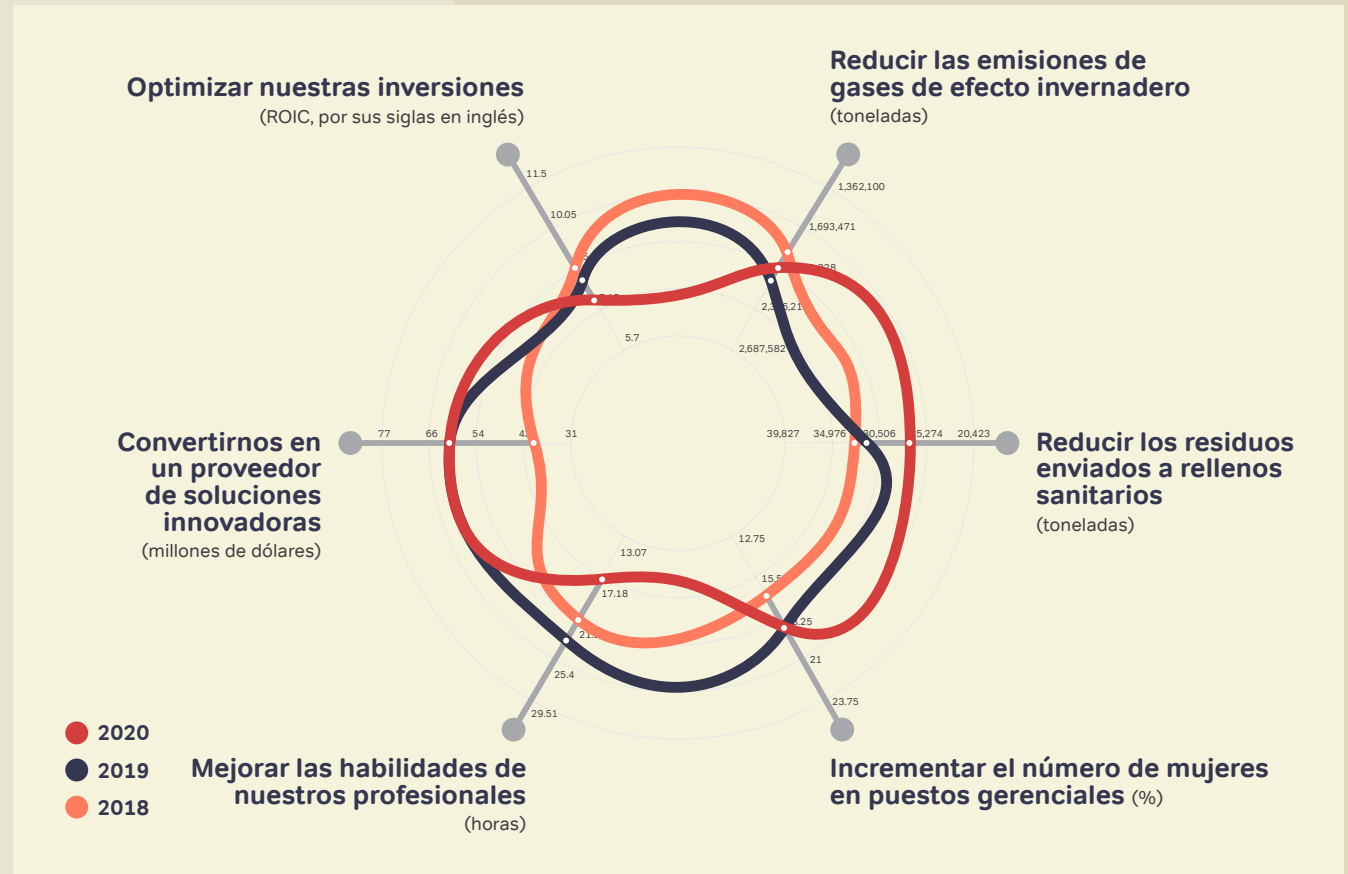 Optimizar nuestras inversiones
(ROIC, por sus siglas en inglés)
Reducir las emisiones de
gases de efecto invernadero
(toneladas)
11.5
10.05
5.7
1,362,100
1,693,471
2,687,582
Convertirnos en
un proveedor
de soluciones
innovadoras
(millones de dólares)
77
66
54
31
39,827
34,976
30,506
20,423
Reducir los residuos
enviados a rellenos
sanitarios
(toneladas)
13.07
17.18
25.4
29.51
12.75
21
23.75
2020
2019
2018
Mejorar las habilidades de
nuestros profesionales
(horas)
Incrementar el número de mujeres
en puestos gerenciales (%)